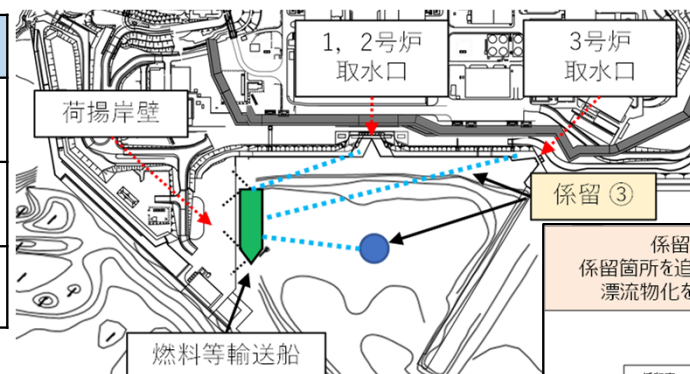 1，2号炉
取水口
3号炉
取水口
荷揚岸壁
係留 ③
係留
係留箇所を追
漂流物化を
燃料等輸送船